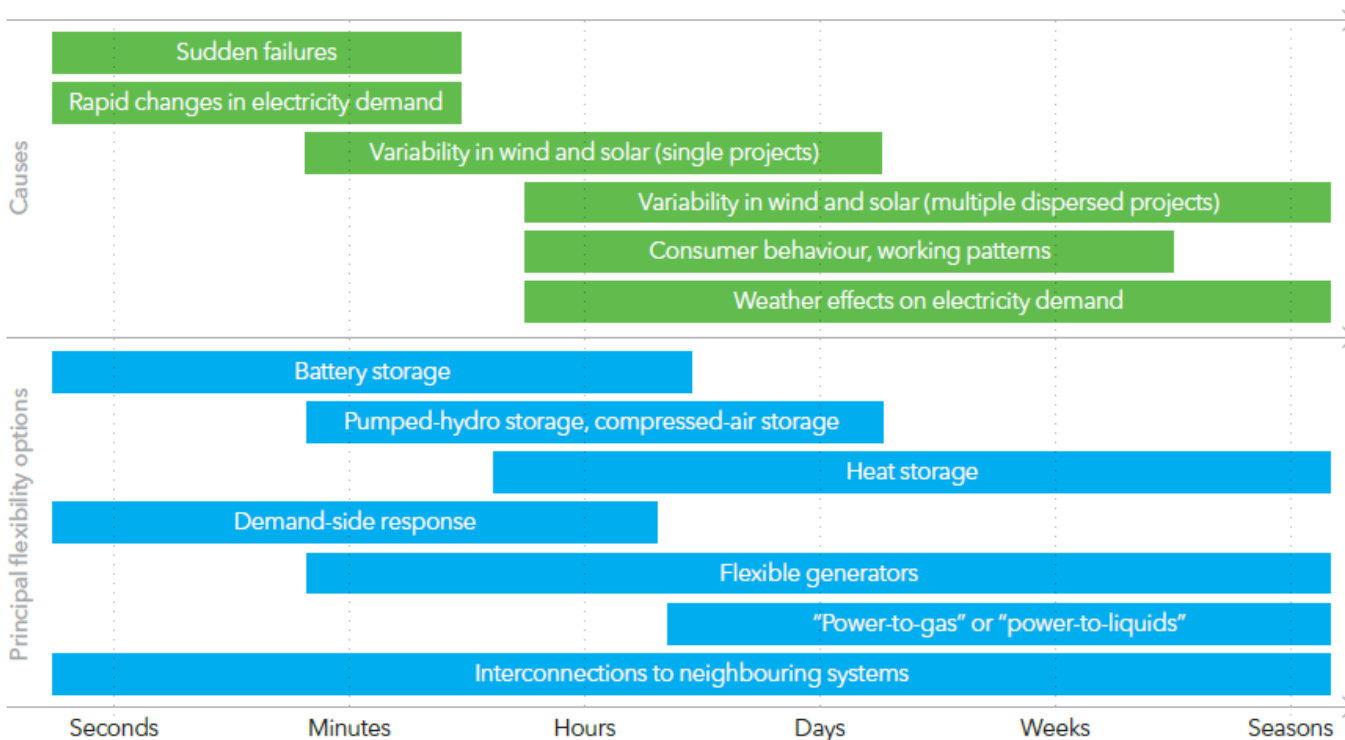 Causes
Sudden failures
Rapid changes in electricity demand
Variability in wind and solar (single projects)
Variability in wind and solar (multiple dispersed projects)
Consumer behaviour, working patterns
Weather effects on electricity demand
Principal flexibility options
Battery storage
Pumped-hydro storage, compressed-air storage
Heat storage
Demand-side response
Flexible generators
"Power-to-gas" or "power-to-liquids"
Interconnections to neighbouring systems
Seconds Minutes Hours Days Weeks Seasons